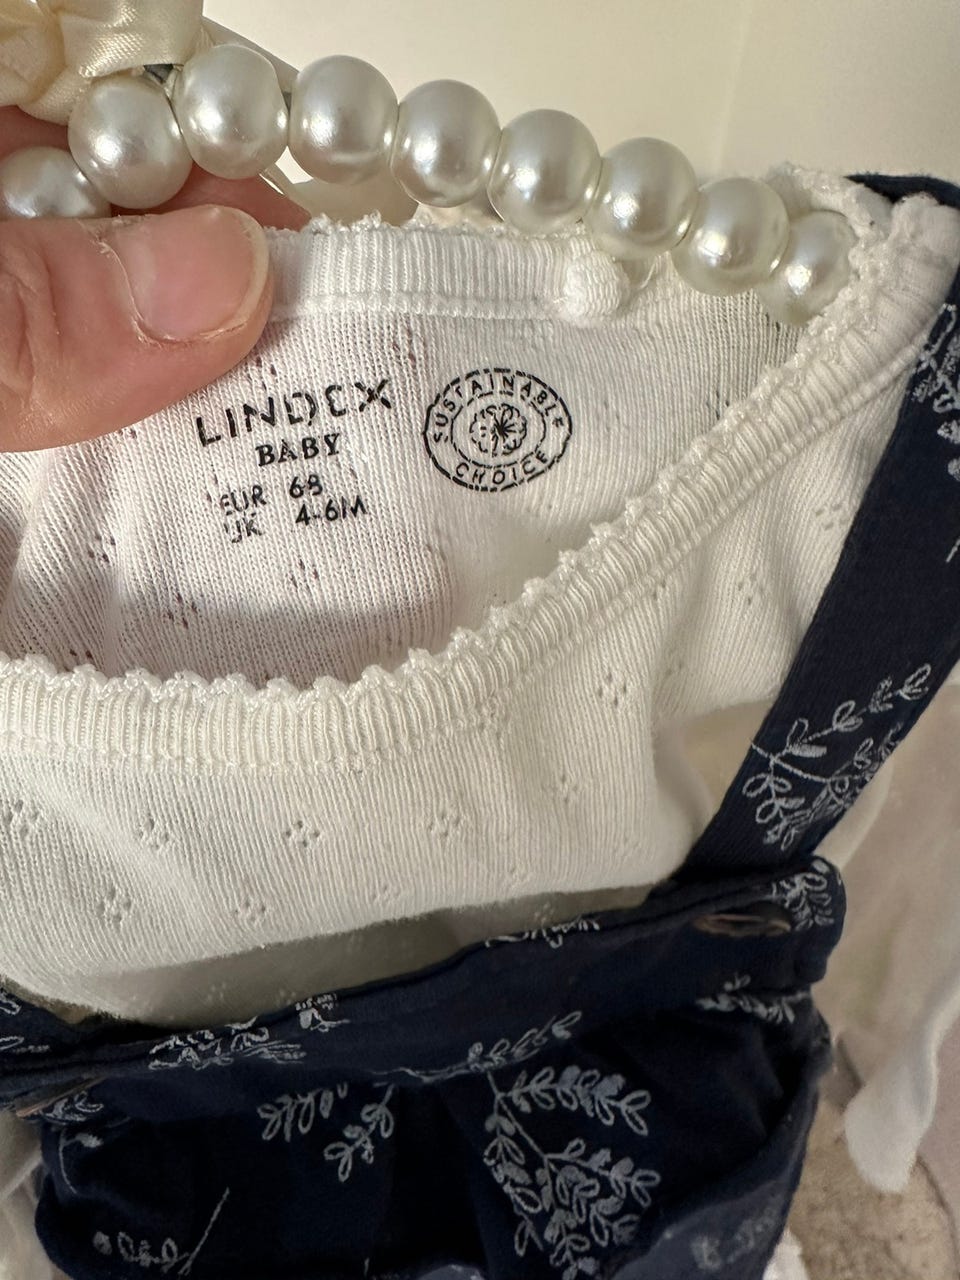 LINDEX
BABY
EUR 68
UK 4-6M
SUSTAINABLE
CHOICE